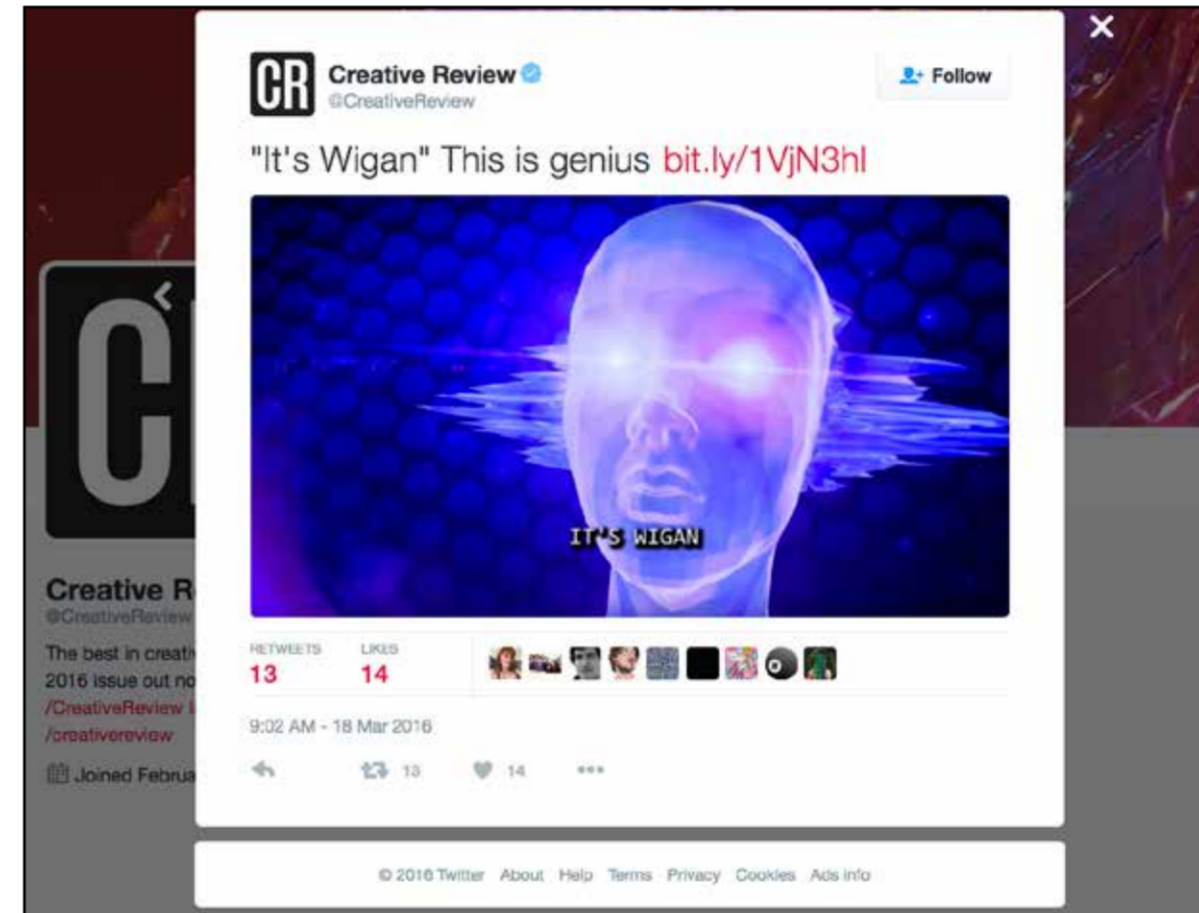 CR Creative Review
@CreativeReview
Follow
"It's Wigan" This is genius bit.ly/1VjN3hl
IT'S WIGAN
RETWEETS LIKES
13 14
9:02 AM - 18 Mar 2016
13 14
© 2016 Twitter About Help Terms Privacy Cookies Ads info
C
Creative R
@CreativeReview
The best in creativ
2016 issue out no
/CreativeReview
/creativereview
Joined Februa